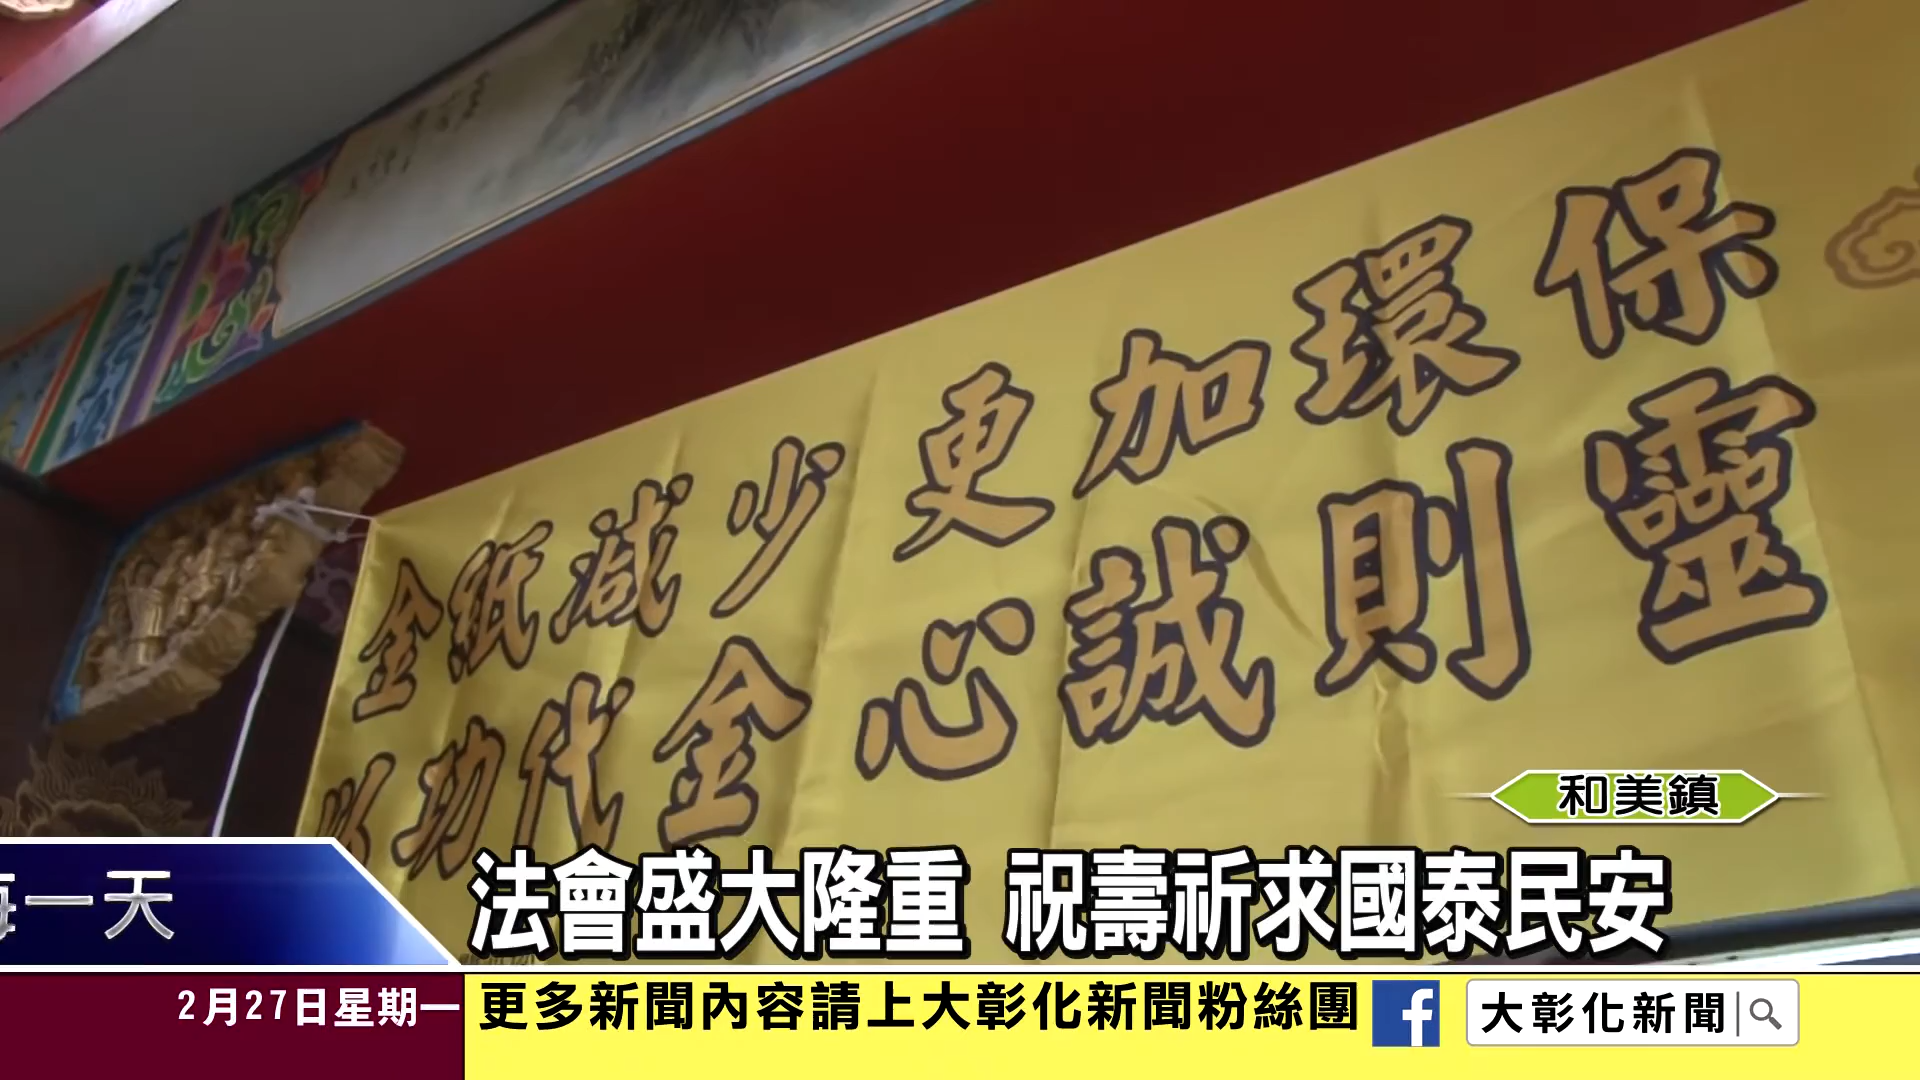 金紙減少更加環保
以功代金心誠則靈
和美鎮
每一天
法會盛大隆重 祝壽祈求國泰民安
2月27日星期一
更多新聞內容請上大彰化新聞粉絲團
大彰化新聞